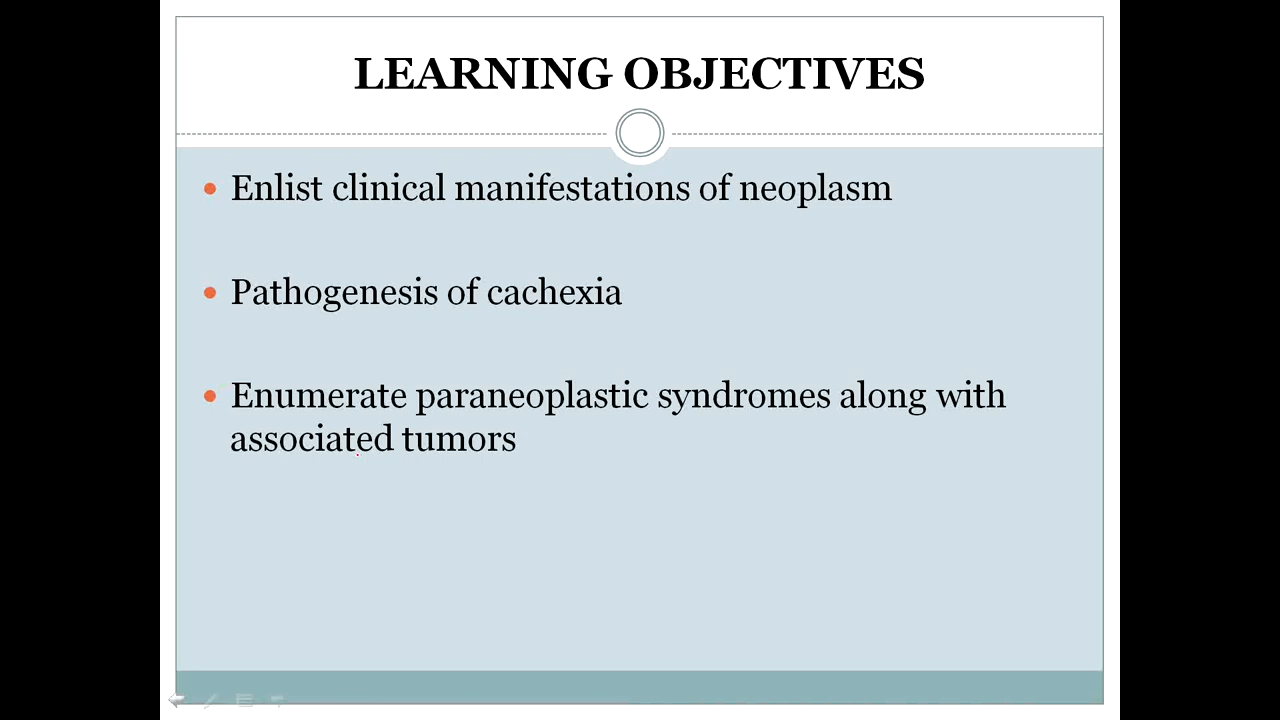 LEARNING OBJECTIVES
• Enlist clinical manifestations of neoplasm
• Pathogenesis of cachexia
• Enumerate paraneoplastic syndromes along with
associated tumors